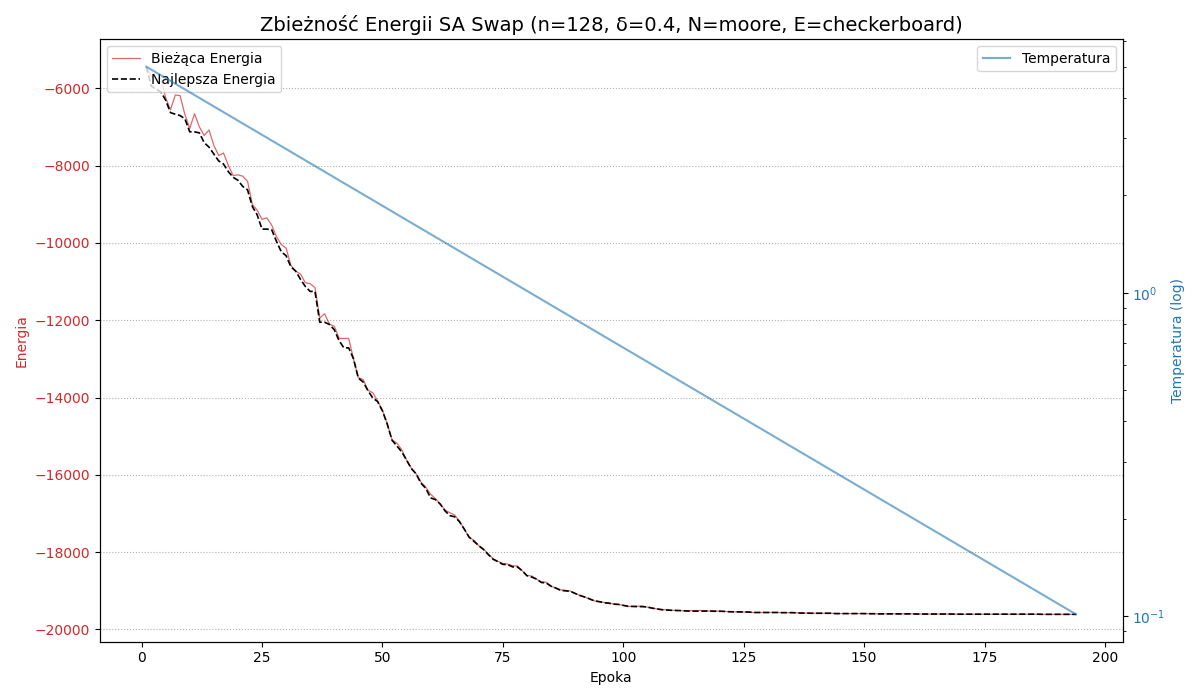 Zbieżność Energii SA Swap (n=128, δ=0.4, N=moore, E=checkerboard)
Bieżąca Energia
Najlepsza Energia
Temperatura
−6000
−8000
−10000
−12000
−14000
−16000
−18000
−20000
Energia
10⁰
10⁻¹
Temperatura (log)
0 25 50 75 100 125 150 175 200
Epoka